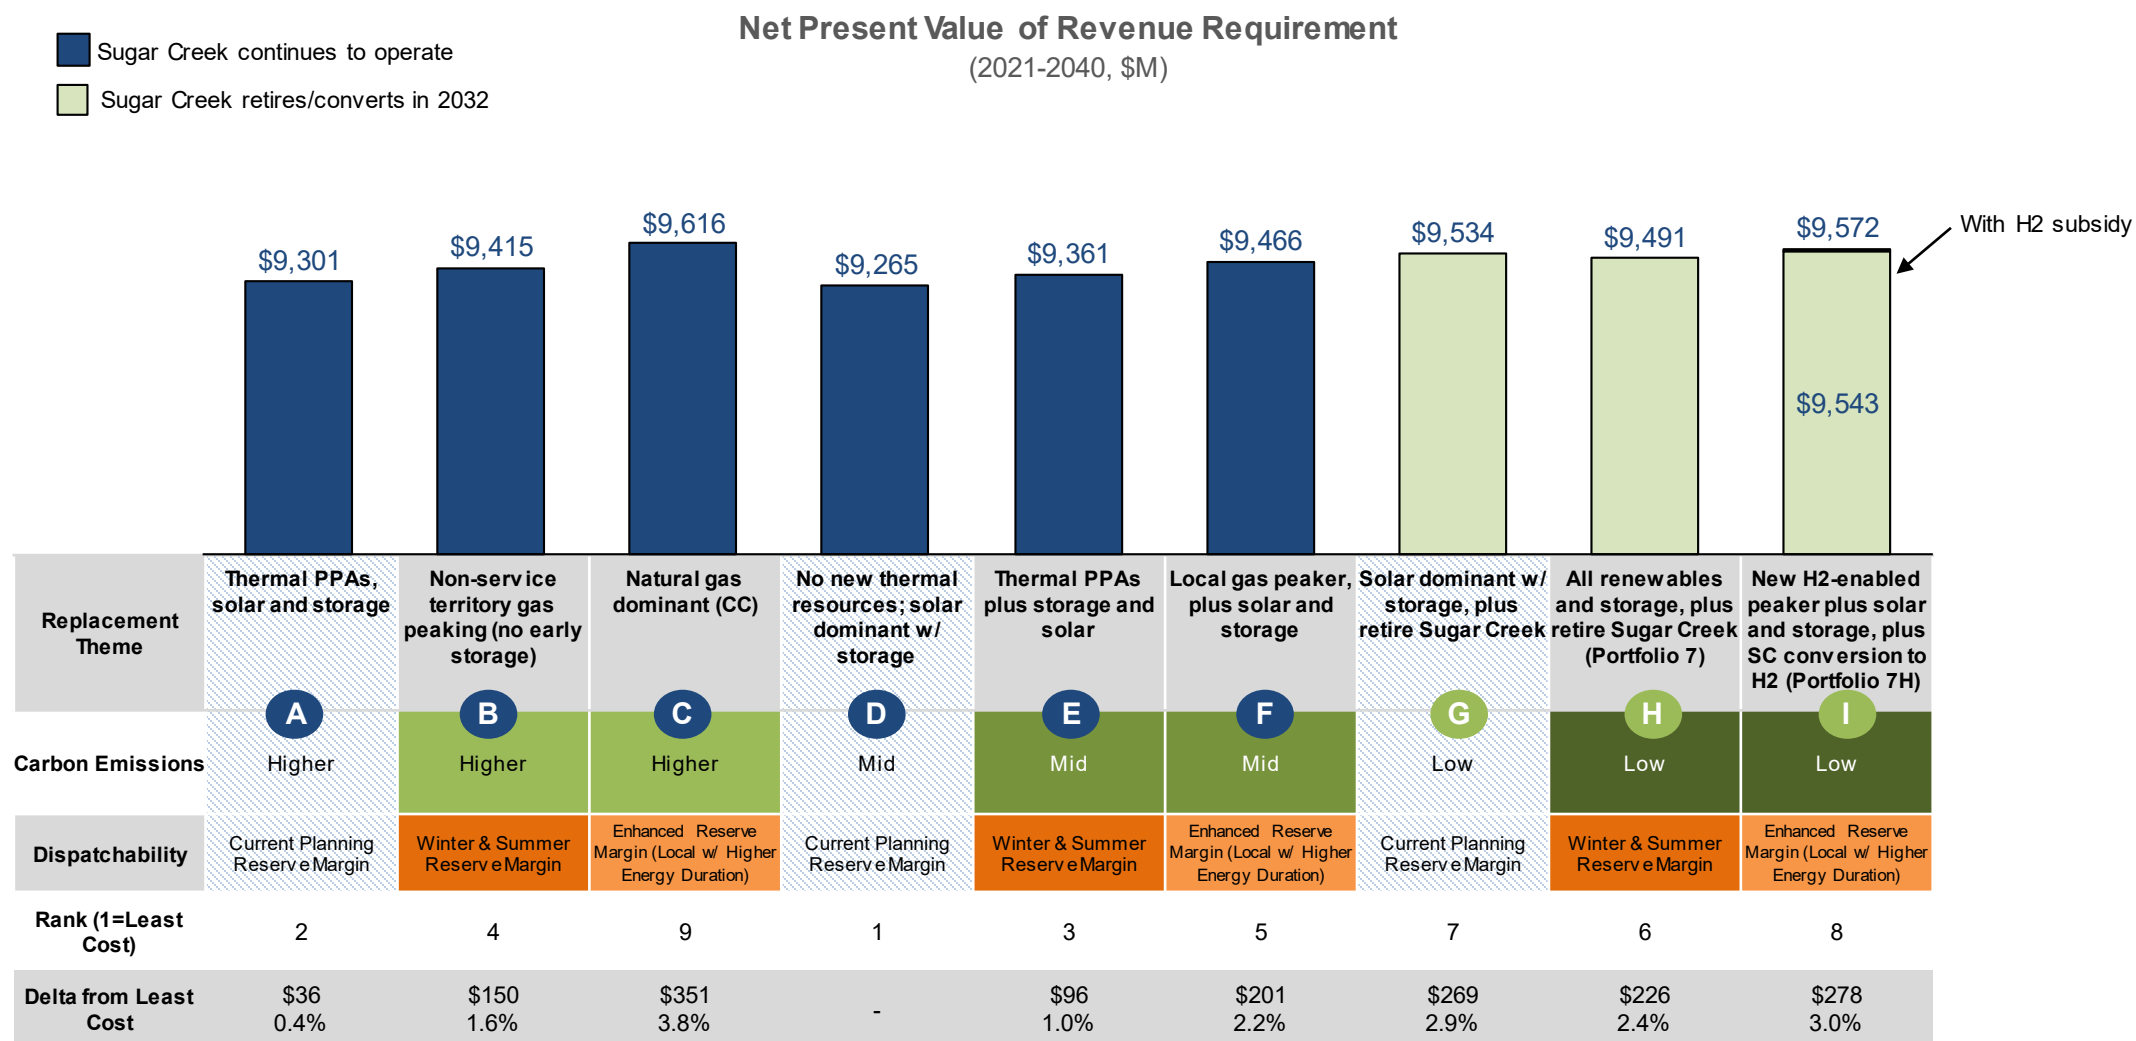 Net Present Value of Revenue Requirement
(2021-2040, $M)
Sugar Creek continues to operate
Sugar Creek retires/converts in 2032
$9,301
$9,415
$9,616
$9,265
$9,361
$9,466
$9,534
$9,491
$9,572
With H2 subsidy
$9,543
Replacement
Theme
Thermal PPAs,
solar and storage
Non-service
territory gas
peaking (no early
storage)
Natural gas
dominant (CC)
No new thermal
resources; solar
dominant w/
storage
Thermal PPAs
plus storage and
solar
Local gas peaker,
plus solar and
storage
Solar dominant w/
storage, plus
retire Sugar Creek
All renewables
and storage, plus
retire Sugar Creek
(Portfolio 7)
New H2-enabled
peaker plus solar
and storage, plus
SC conversion to
H2 (Portfolio 7H)
A
B
C
D
E
F
G
H
I
Carbon Emissions
Higher
Higher
Higher
Mid
Mid
Mid
Low
Low
Low
Dispatchability
Current Planning
Reserve Margin
Winter & Summer
Reserve Margin
Enhanced Reserve
Margin (Local w/ Higher
Energy Duration)
Current Planning
Reserve Margin
Winter & Summer
Reserve Margin
Enhanced Reserve
Margin (Local w/ Higher
Energy Duration)
Current Planning
Reserve Margin
Winter & Summer
Reserve Margin
Enhanced Reserve
Margin (Local w/ Higher
Energy Duration)
Rank (1=Least
Cost)
2
4
9
1
3
5
7
6
8
Delta from Least
Cost
$36
0.4%
$150
1.6%
$351
3.8%
-
$96
1.0%
$201
2.2%
$269
2.9%
$226
2.4%
$278
3.0%